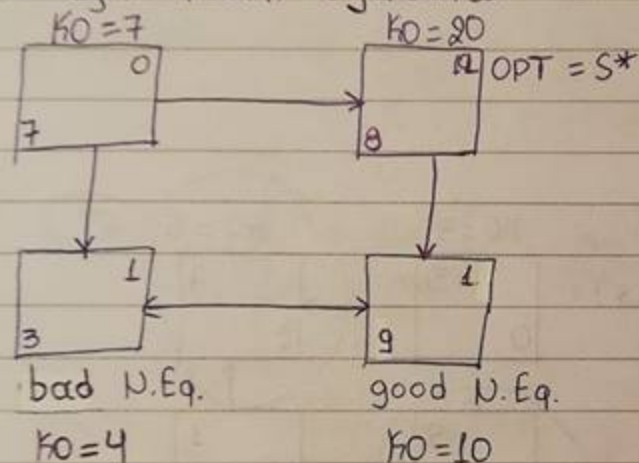 KO=7 KO=20
0 12 OPT = S*
7 8
1 1
3 9
bad N.Eq. good N.Eq.
KO=4 KO=10